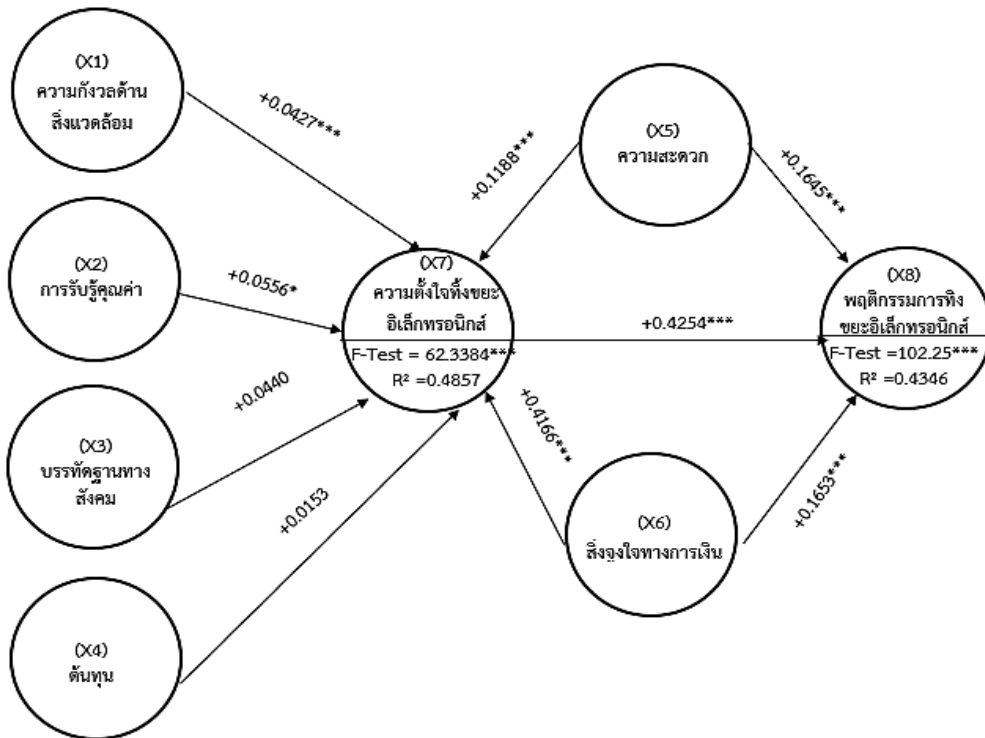 (X1)
ความกังวลด้าน
สิ่งแวดล้อม
+0.0427***
(X2)
การรับรู้คุณค่า
+0.0556*
(X3)
บรรทัดฐานทาง
สังคม
+0.0440
(X4)
ต้นทุน
+0.0153
(X5)
ความสะดวก
+0.1188***
+0.1645***
(X7)
ความตั้งใจทิ้งขยะ
อิเล็กทรอนิกส์
F-Test = 62.3384***
R² =0.4857
+0.4254***
(X8)
พฤติกรรมการทิ้ง
ขยะอิเล็กทรอนิกส์
F-Test =102.25***
R² =0.4346
+0.4166***
+0.1653***
(X6)
สิ่งจูงใจทางการเงิน